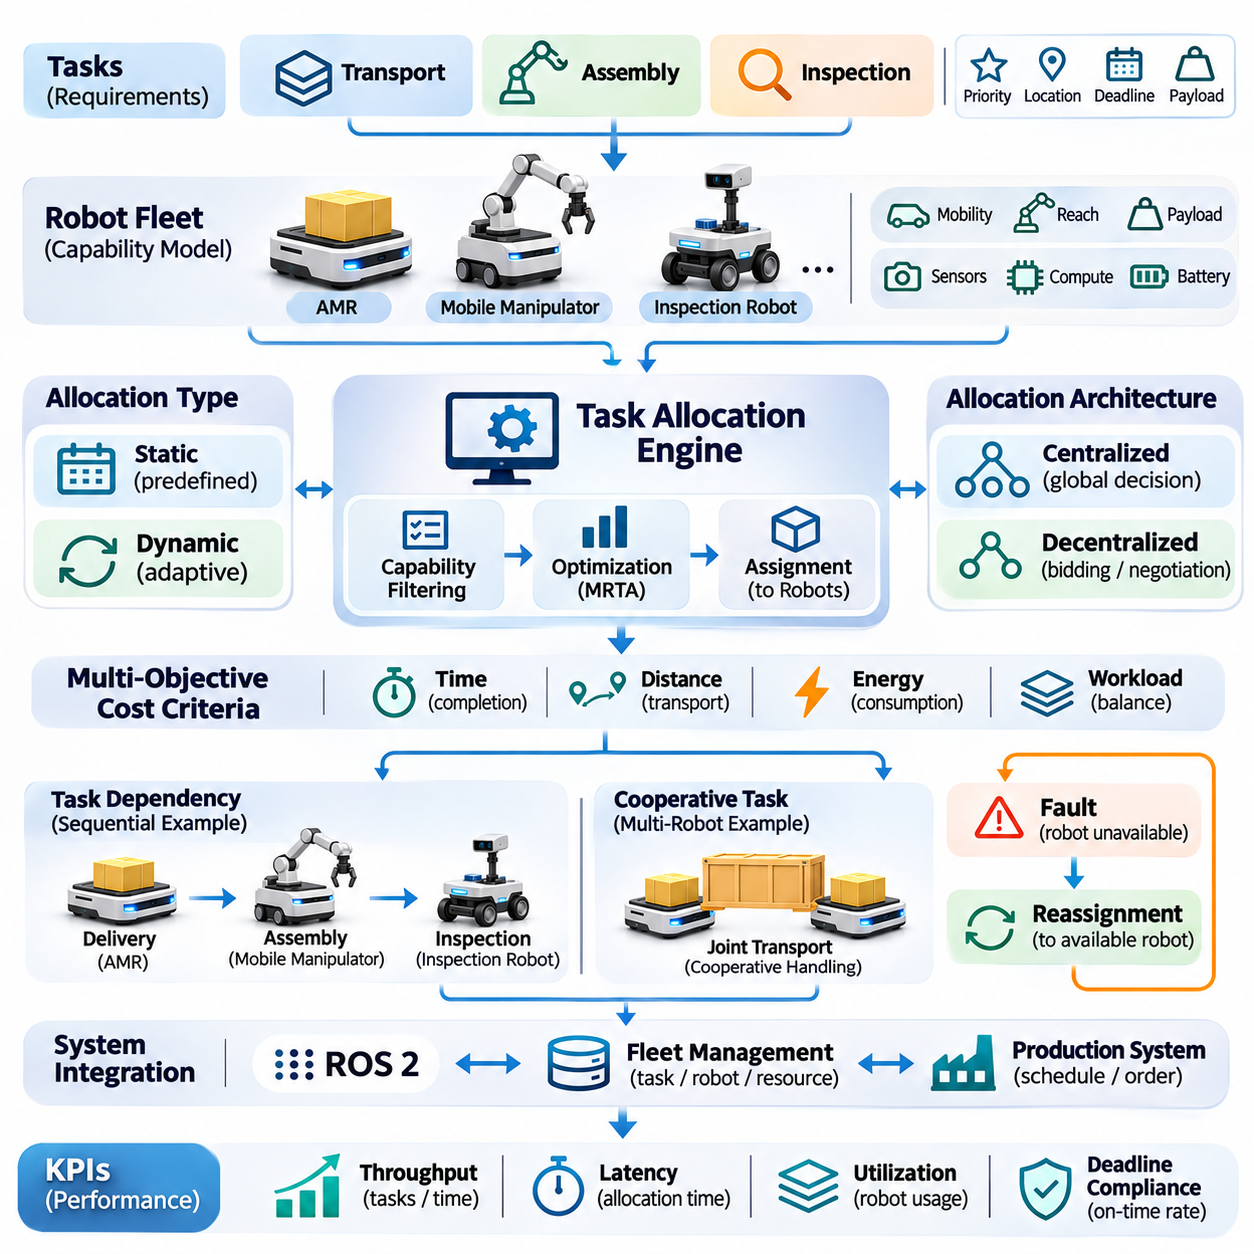 Tasks
(Requirements)
Transport
Assembly
Inspection
Priority
Location
Deadline
Payload
Robot Fleet
(Capability Model)
AMR
Mobile Manipulator
Inspection Robot
...
Mobility
Reach
Payload
Sensors
Compute
Battery
Allocation Type
Static
(predefined)
Dynamic
(adaptive)
Task Allocation
Engine
Capability
Filtering
Optimization
(MRTA)
Assigment
(to Robots)
Allocation Architecture
Centralized
(global decision)
Decentralized
(bidding / negotiation)
Multi-Objective
Cost Criteria
Time
(completion)
Distance
(transport)
Energy
(consumption)
Workload
(balance)
Task Dependency
(Sequential Example)
Delivery
(AMR)
Assembly
(Mobile Manipulator)
Inspection
(Inspection Robot)
Cooperative Task
(Multi-Robot Example)
Joint Transport
(Cooperative Handling)
Fault
(robot unavailable)
Reassignment
(to available robot)
System
Integration
ROS 2
Fleet Management
(task / robot / resource)
Production System
(schedule / order)
KPIs
(Performance)
Throughput
(tasks / time)
Latency
(allocation time)
Utilization
(robot usage)
Deadline
Compliance
(on-time rate)